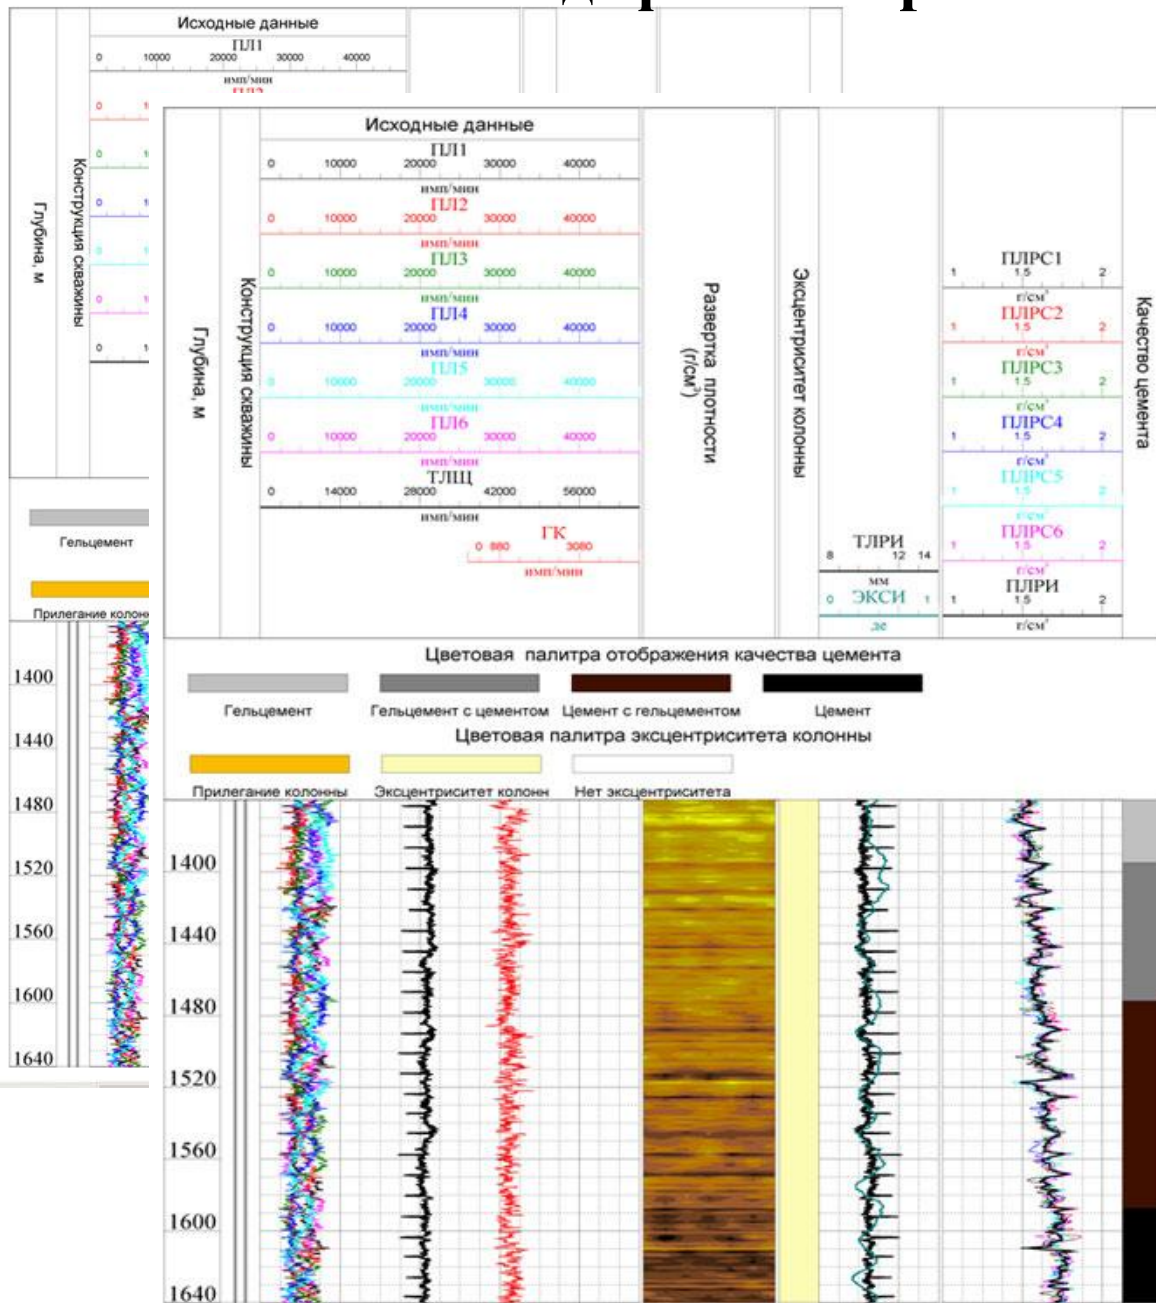 Исходные данные
ПЛ1
0 10000 20000 30000 40000
имп/мин
Глубина, м
Конструкция скважины
Гельцемент
1400
1440
1480
1520
1560
1600
1640
Исходные данные
ПЛ1
0 10000 20000 30000 40000
имп/мин
ПЛ2
0 10000 20000 30000 40000
имп/мин
ПЛ3
0 10000 20000 30000 40000
имп/мин
ПЛ4
0 10000 20000 30000 40000
имп/мин
ПЛ5
0 10000 20000 30000 40000
имп/мин
ПЛ6
0 10000 20000 30000 40000
имп/мин
ТЛЩ
0 14000 28000 42000 56000
имп/мин
ГК
0 880 3080
имп/мин
Глубина, м
Конструкция скважины
Развертка плотности
(г/см³)
Эксцентриситет колонны
ТЛРИ
8 12 14
мм
ЭКСИ
0 1
де
ПЛРС1
1 1.5 2
г/см³
ПЛРС2
1 1.5 2
г/см³
ПЛРС3
1 1.5 2
г/см³
ПЛРС4
1 1.5 2
г/см³
ПЛРС5
1 1.5 2
г/см³
ПЛРС6
1 1.5 2
г/см³
ПЛРИ
1 1.5 2
г/см³
Качество цемента
Цветовая палитра отображения качества цемента
Гельцемент Гельцемент с цементом Цемент с гельцементом Цемент
Цветовая палитра эксцентриситета колонны
Прилегание колонны Эксцентриситет колонн Нет эксцентриситета
1400
1440
1480
1520
1560
1600
1640